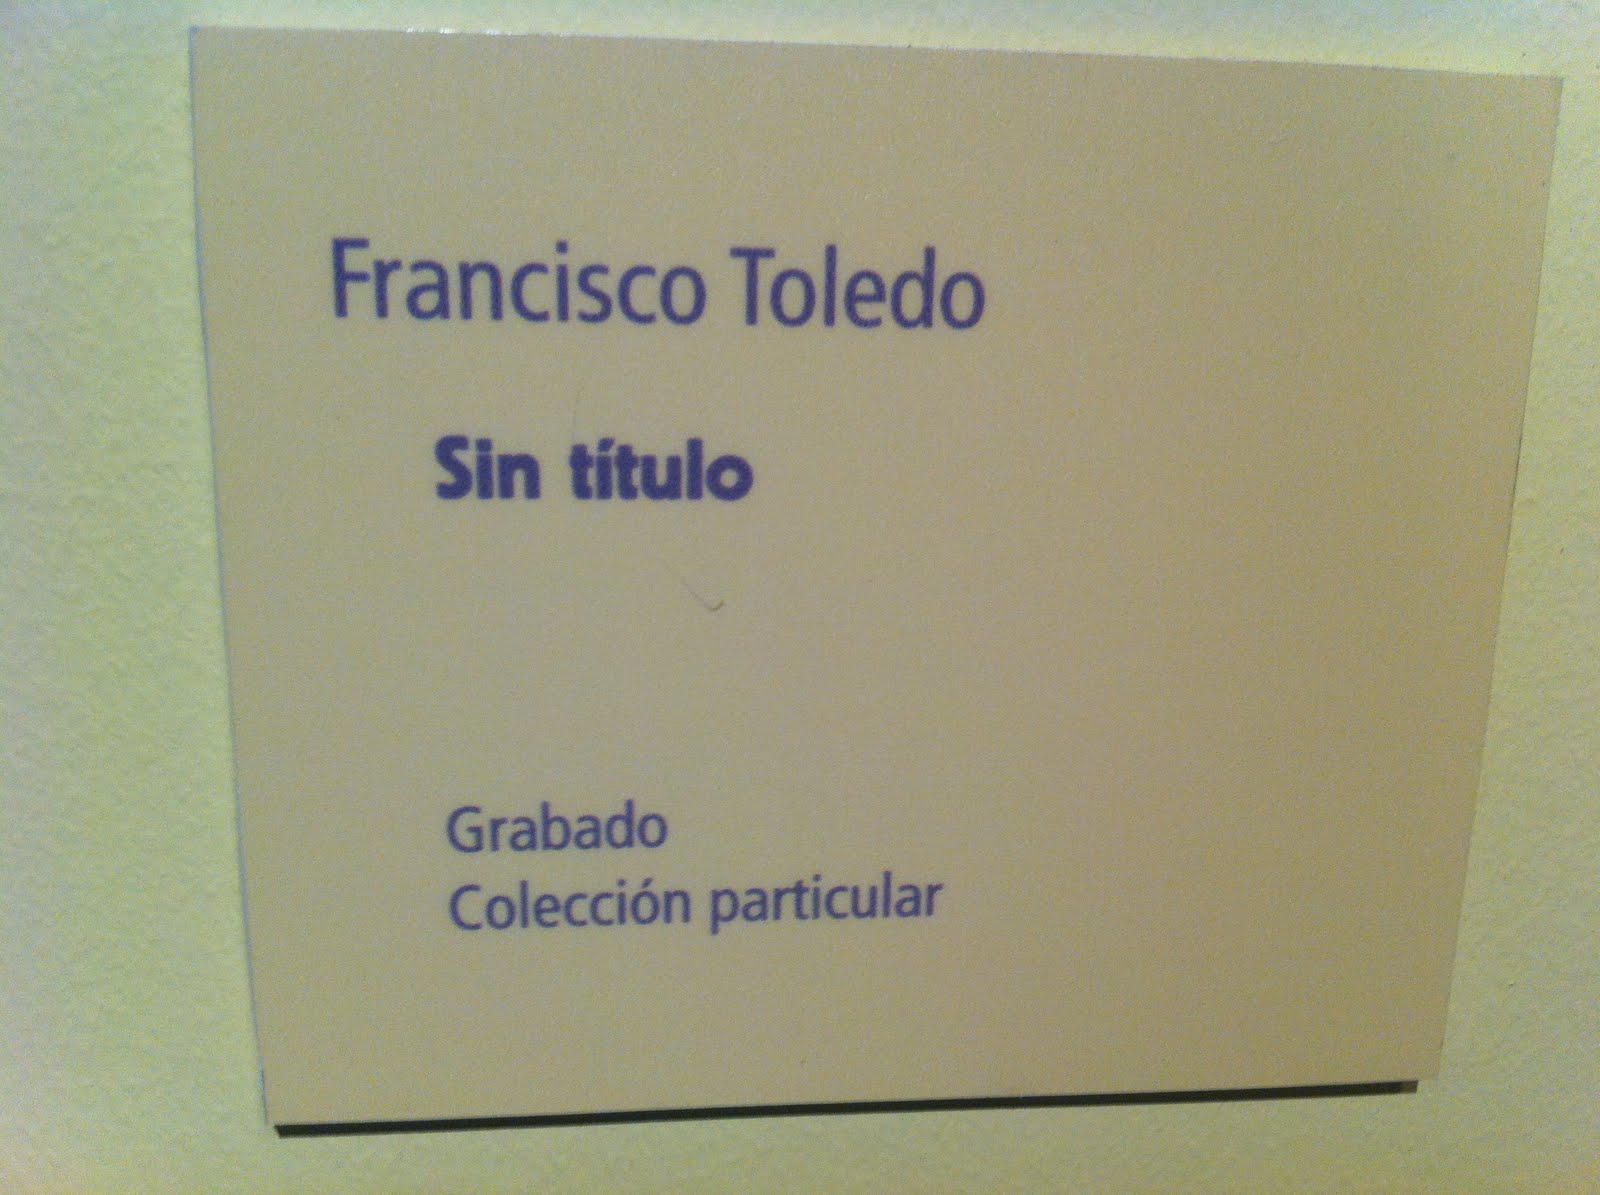 Francisco Toledo
Sin título
Grabado
Colección particular